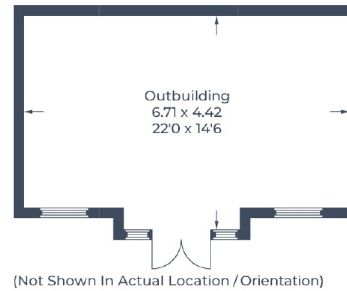 Outbuilding
6.71 x 4.42
22'0 x 14'6
(Not Shown In Actual Location / Orientation)